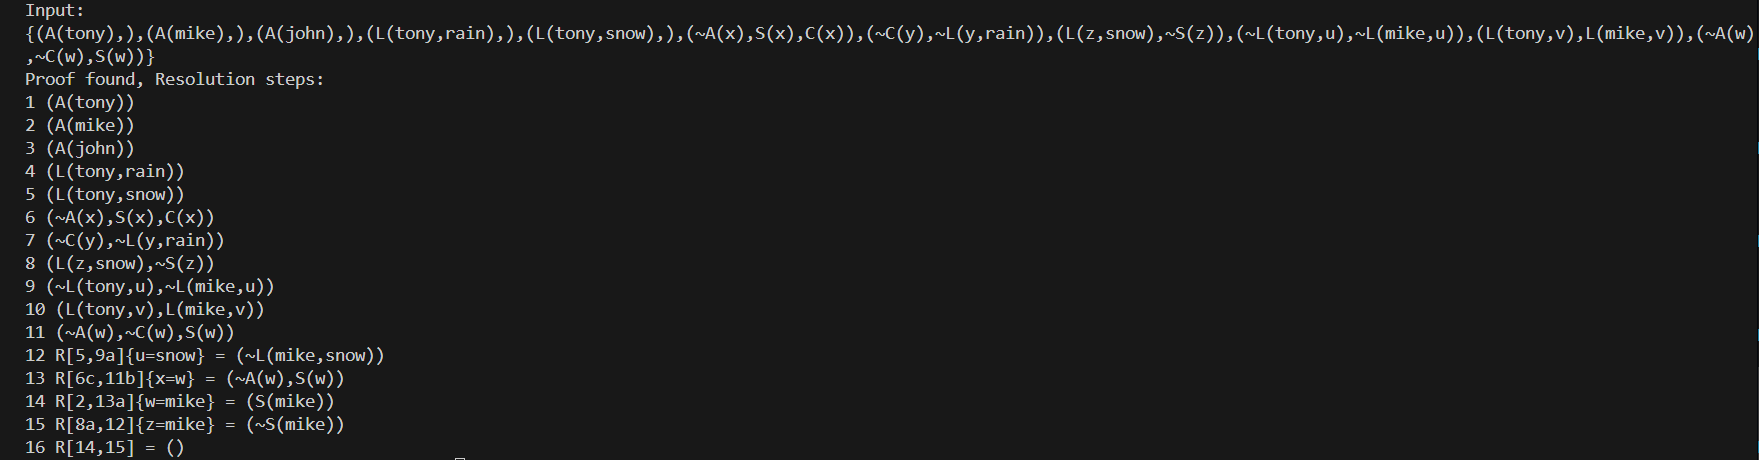 Input:
{(A(tony),),(A(mike),),(A(john),),(L(tony,rain),),(L(tony,snow),),(~A(x),S(x),C(x)),(~C(y),~L(y,rain)),(L(z,snow),~S(z)),(~L(tony,u),~L(mike,u)),(L(tony,v),L(mike,v)),(~A(w)
,~C(w),S(w))}
Proof found, Resolution steps:
1 (A(tony))
2 (A(mike))
3 (A(john))
4 (L(tony,rain))
5 (L(tony,snow))
6 (~A(x),S(x),C(x))
7 (~C(y),~L(y,rain))
8 (L(z,snow),~S(z))
9 (~L(tony,u),~L(mike,u))
10 (L(tony,v),L(mike,v))
11 (~A(w),~C(w),S(w))
12 R[5,9a]{u=snow} = (~L(mike,snow))
13 R[6c,11b]{x=w} = (~A(w),S(w))
14 R[2,13a]{w=mike} = (S(mike))
15 R[8a,12]{z=mike} = (~S(mike))
16 R[14,15] = ()